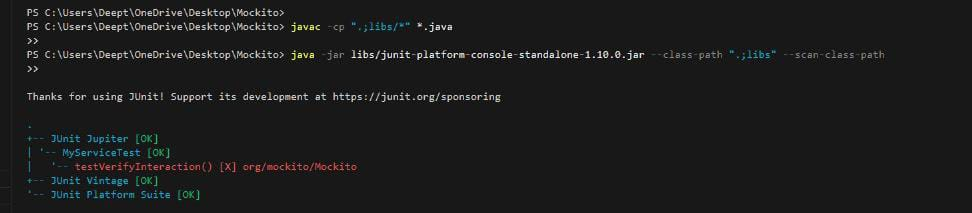 PS C:\Users\Deept\OneDrive\Desktop\Mockito>
PS C:\Users\Deept\OneDrive\Desktop\Mockito> javac -cp ".;libs/*" *.java
>>
PS C:\Users\Deept\OneDrive\Desktop\Mockito> java -jar libs/junit-platform-console-standalone-1.10.0.jar --class-path ".;libs" --scan-class-path
>>
Thanks for using JUnit! Support its development at https://junit.org/sponsoring
.
+-- JUnit Jupiter [OK]
| '-- MyServiceTest [OK]
|   '-- testVerifyInteraction() [X] org/mockito/Mockito
+-- JUnit Vintage [OK]
'-- JUnit Platform Suite [OK]